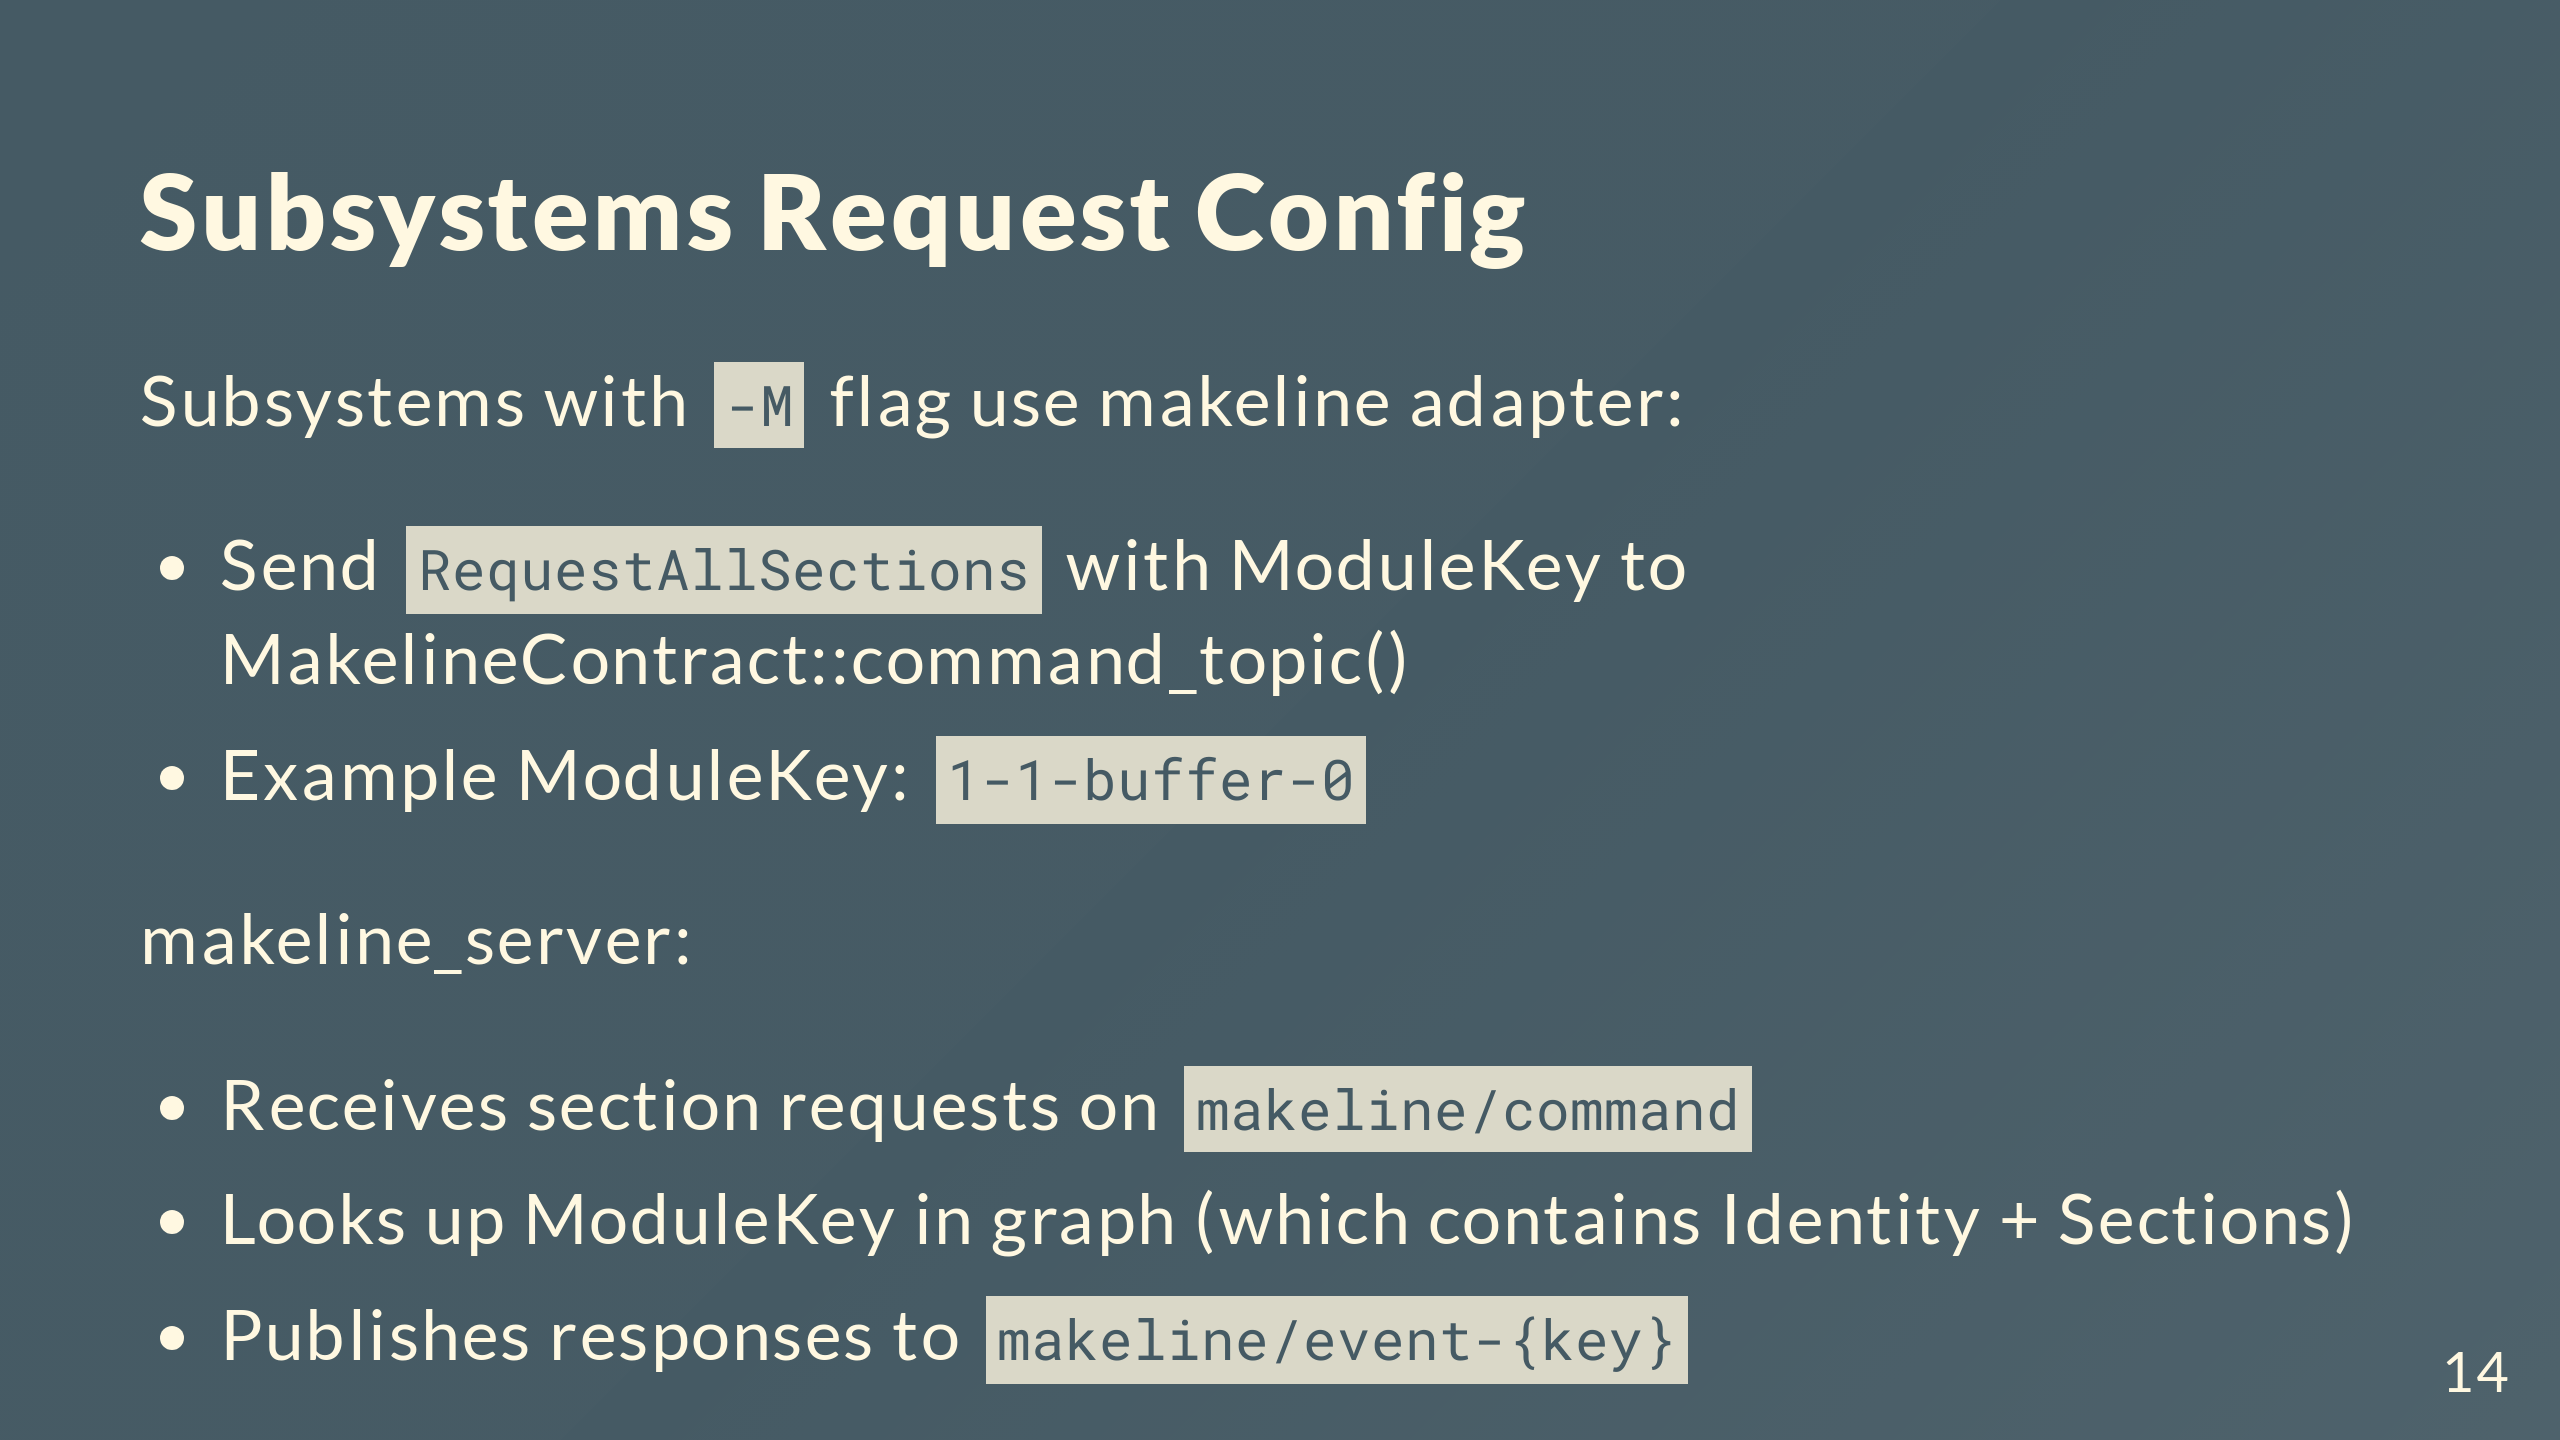 Subsystems Request Config
Subsystems with -M flag use makeline adapter:
• Send RequestAllSections with ModuleKey to
MakelineContract::command_topic()
• Example ModuleKey: 1-1-buffer-0
makeline_server:
• Receives section requests on makeline/command
• Looks up ModuleKey in graph (which contains Identity + Sections)
• Publishes responses to makeline/event-{key}
14